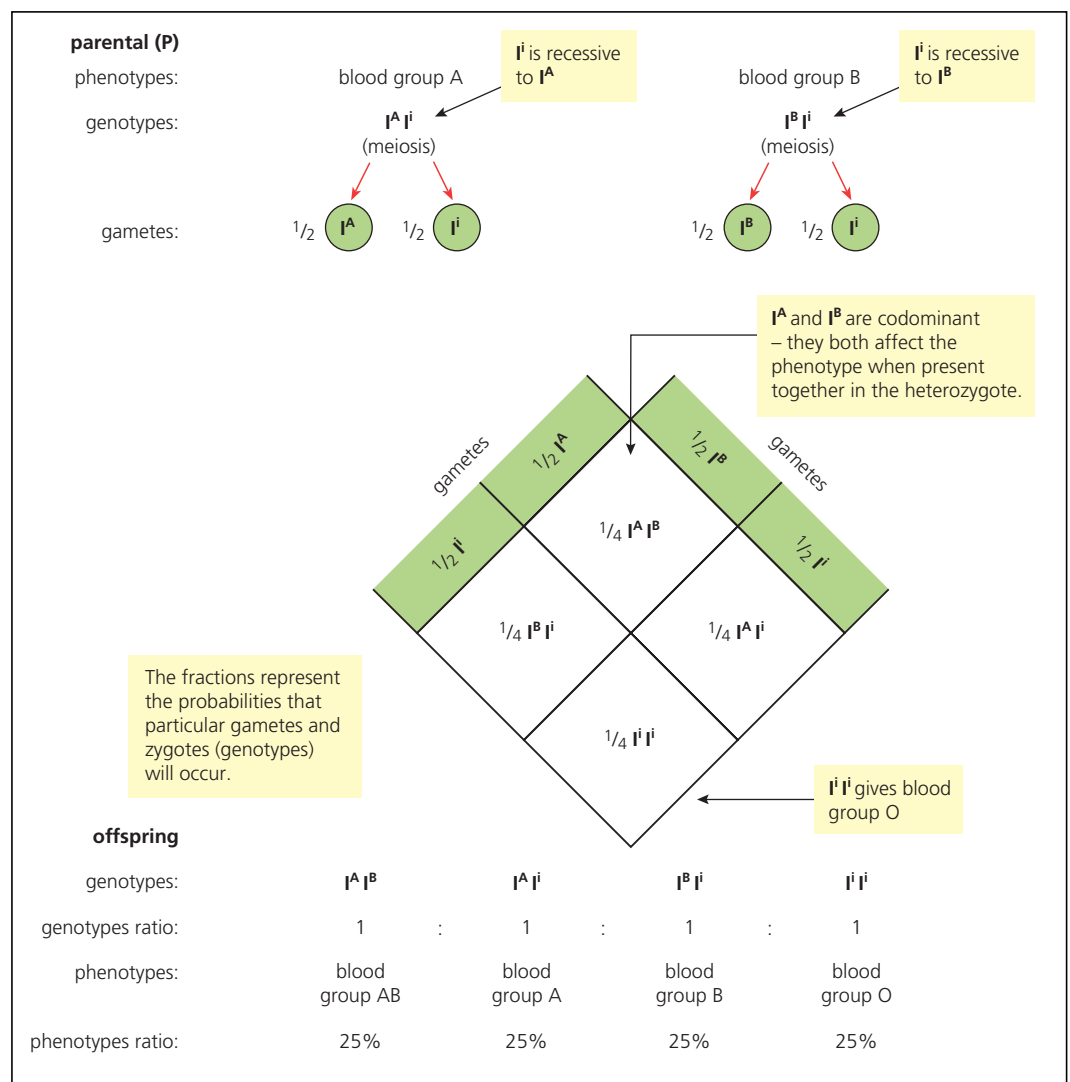 parental (P)
phenotypes: blood group A blood group B
Iⁱ is recessive
to Iᴬ
Iⁱ is recessive
to Iᴮ
genotypes: Iᴬ Iⁱ Iᴮ Iⁱ
(meiosis) (meiosis)
gametes: 1/2 Iᴬ 1/2 Iⁱ 1/2 Iᴮ 1/2 Iⁱ
Iᴬ and Iᴮ are codominant
– they both affect the
phenotype when present
together in the heterozygote.
gametes gametes
1/2 Iᴬ 1/2 Iᴮ
1/2 Iⁱ 1/2 Iⁱ
1/4 Iᴬ Iᴮ
1/4 Iᴮ Iⁱ 1/4 Iᴬ Iⁱ
1/4 Iⁱ Iⁱ
The fractions represent
the probabilities that
particular gametes and
zygotes (genotypes)
will occur.
Iⁱ Iⁱ gives blood
group O
offspring
genotypes: Iᴬ Iᴮ Iᴬ Iⁱ Iᴮ Iⁱ Iⁱ Iⁱ
genotypes ratio: 1 : 1 : 1 : 1
phenotypes: blood blood blood blood
group AB group A group B group O
phenotypes ratio: 25% 25% 25% 25%